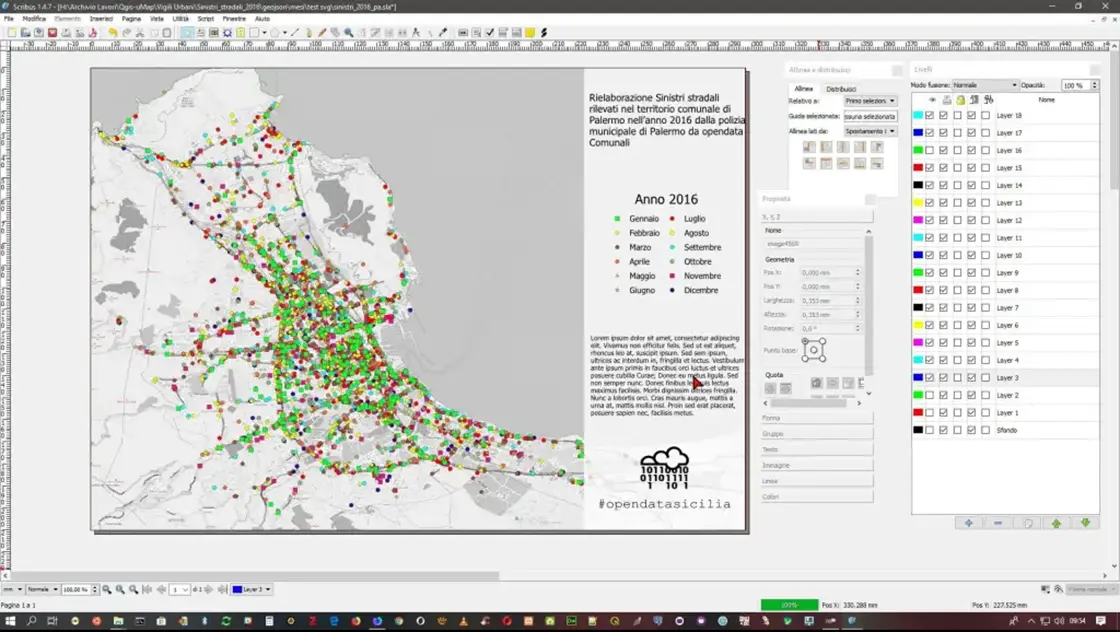 Scribus 1.4.7 - [H:\Archivio Lavori\Qgis-uMap\Vigili Urbani\Sinistri_stradali_2016\geojson\mesi\test svg\sinistri_2016_pa.sla*]
File Modifica Elemento Inserisci Pagina Vista Utilità Script Finestre Aiuto
Rielaborazione Sinistri stradali
rilevati nel territorio comunale di
Palermo nell'anno 2016 dalla polizia
municipale di Palermo da opendata
Comunali
Anno 2016
Gennaio Luglio
Febbraio Agosto
Marzo Settembre
Aprile Ottobre
Maggio Novembre
Giugno Dicembre
Lorem ipsum dolor sit amet, consectetur adipiscing
elit. Vivamus non efficitur felis. Sed ut est aliquet,
rhoncus leo at, suscipit ipsum. Sed sem ipsum,
ultrices ac interdum in, fringilla et lectus. Vestibulum
ante ipsum primis in faucibus orci luctus et ultrices
posuere cubilia Curae; Donec eu metus ligula. Sed
non semper nunc. Donec finibus lectus
maximus facilisis. Morbi dignissim ultrices fringilla.
Nunc a lobortis orci. Cras mauris augue, mattis a
orna at, mattis mollis nisl. Proin sed erat placerat,
posuere sapien nec, facilisis metus.
10110010
01101111
1 10 1
#opendatasicilia
Allinea e distribuisci
Allinea Distribuisci
Relativo a: Primo selezion
Guida selezionata: ssuna selezionata
Allinea lati da: Spostamento
Proprietà
X, Y, Z
Nome
Geometria
Pos X: 0,000 mm
Pos Y: 0,000 mm
Larghezza: 0,353 mm
Altezza: 0,353 mm
Rotazione: 0,0 °
Punto base:
Quota
Forma
Gruppo
Testo
Immagine
Linea
Colori
Livelli
Modo fusione: Normale Opacità: 100 %
Nome
Layer 18
Layer 17
Layer 16
Layer 15
Layer 14
Layer 13
Layer 12
Layer 11
Layer 10
Layer 9
Layer 8
Layer 7
Layer 6
Layer 5
Layer 4
Layer 3
Layer 2
Layer 1
Sfondo
mm Normale 100,00 % 1 di 1 Layer 3
Pagina 1 a 1 100% Pos X: 330.288 mm Pos Y: 227.525 mm
09:54